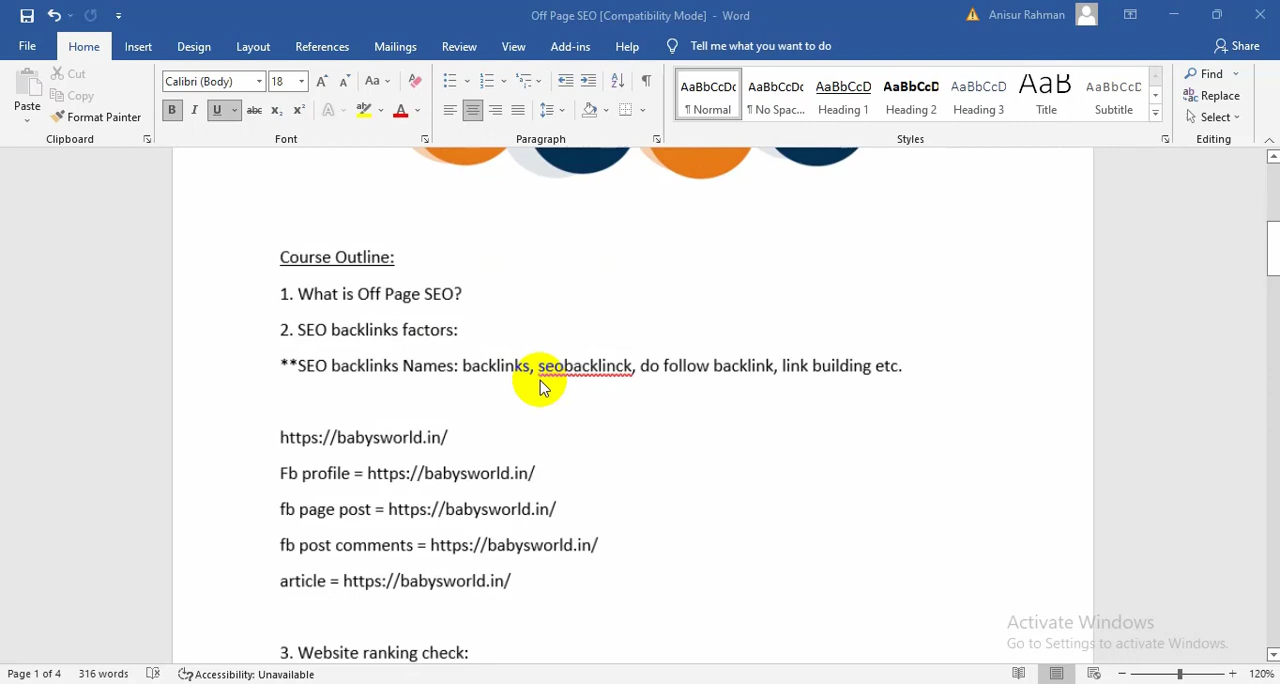 Off Page SEO [Compatibility Mode] - Word
Anisur Rahman
File Home Insert Design Layout References Mailings Review View Add-ins Help Tell me what you want to do Share
Paste Cut Copy Format Painter
Calibri (Body) 18
AaBbCcDc AaBbCcDc AaBbCcD AaBbCcD AaBbCcD AaB AaBbCcD
¶ Normal ¶ No Spac... Heading 1 Heading 2 Heading 3 Title Subtitle
Find Replace Select
Clipboard Font Paragraph Styles Editing
Course Outline:
1. What is Off Page SEO?
2. SEO backlinks factors:
**SEO backlinks Names: backlinks, seobacklinck, do follow backlink, link building etc.
https://babysworld.in/
Fb profile = https://babysworld.in/
fb page post = https://babysworld.in/
fb post comments = https://babysworld.in/
article = https://babysworld.in/
3. Website ranking check:
Activate Windows
Go to Settings to activate Windows.
Page 1 of 4 316 words Accessibility: Unavailable 120%